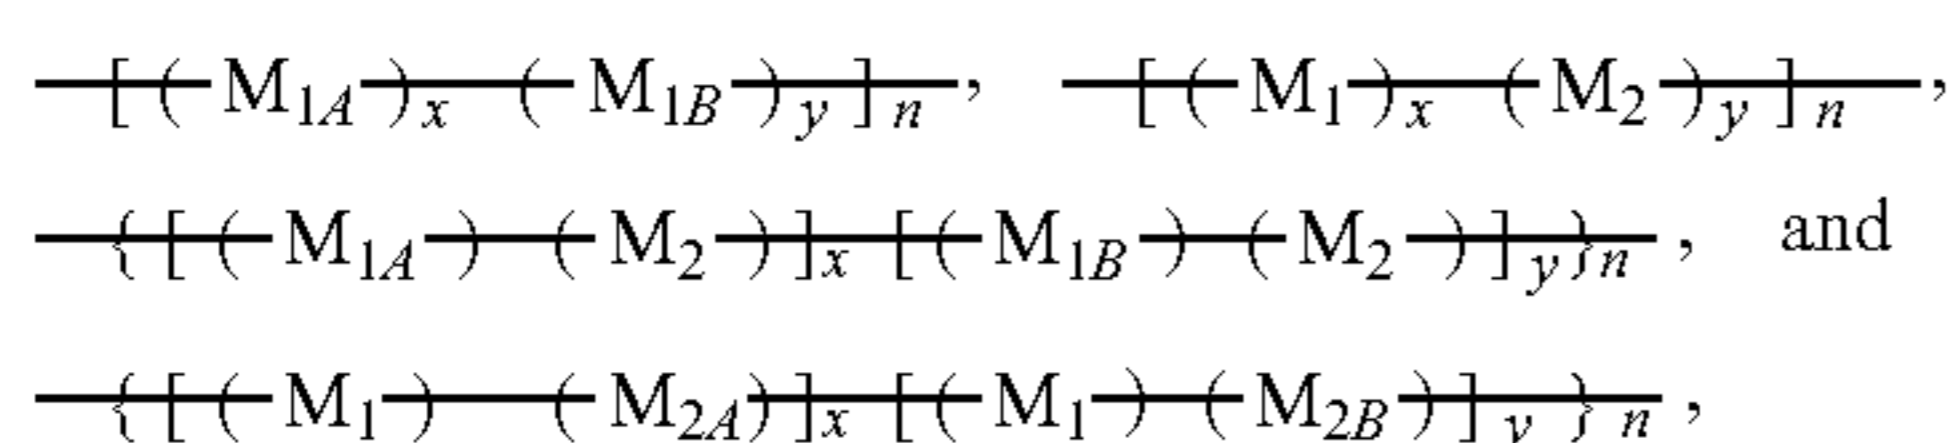 —[(—M₁A—)x—(—M₁B—)y]n—, —[(—M₁—)x—(—M₂—)y]n—,
—{[(—M₁A—)—(—M₂—)]x—[(—M₁B—)—(—M₂—)]y}n—, and
—{[(—M₁—)—(—M₂A—)]x—[(—M₁—)—(—M₂B—)]y}n—,